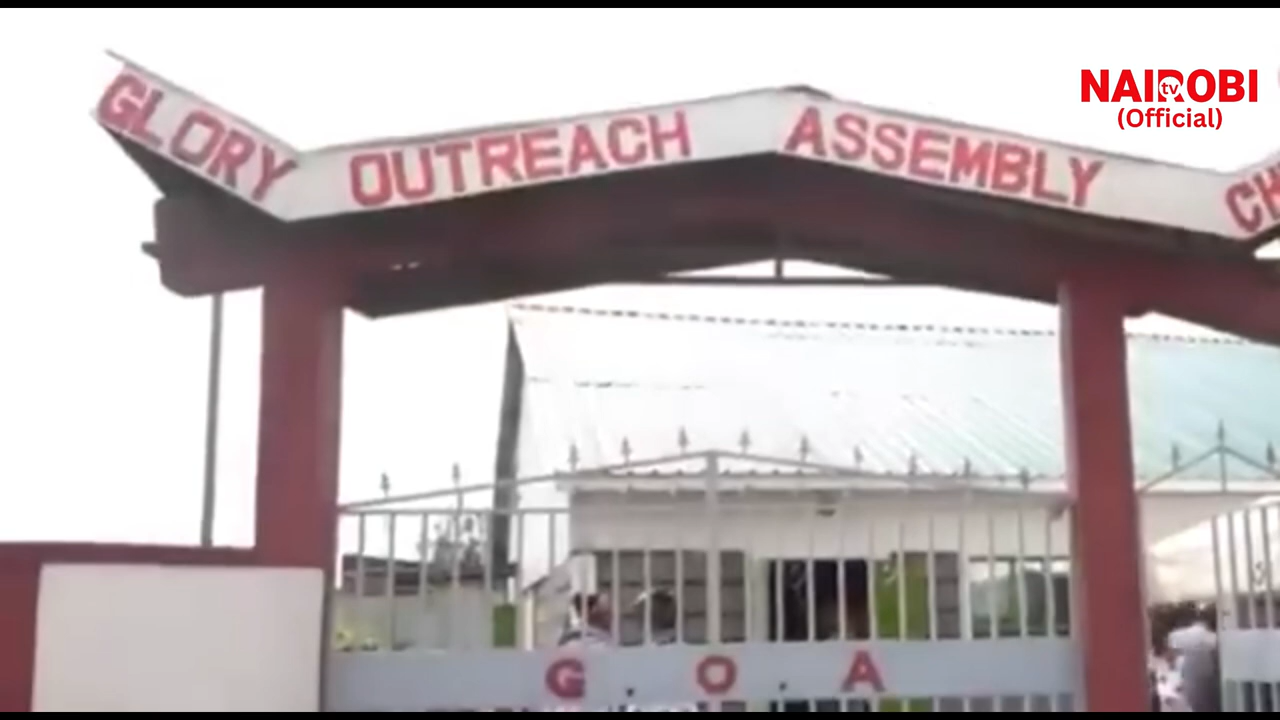 NAIROBI
tv
(Official)
GLORY OUTREACH ASSEMBLY
G. O. A